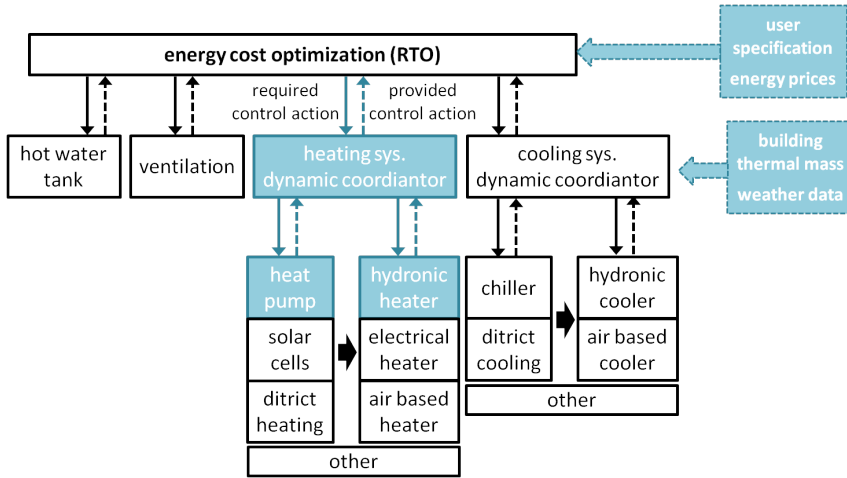 user
specification
energy prices
energy cost optimization (RTO)
required
control action
provided
control action
hot water
tank
ventilation
heating sys.
dynamic coordiantor
cooling sys.
dynamic coordiantor
building
thermal mass
weather data
heat
pump
hydronic
heater
chiller
hydronic
cooler
solar
cells
electrical
heater
ditrict
cooling
air based
cooler
ditrict
heating
air based
heater
other
other